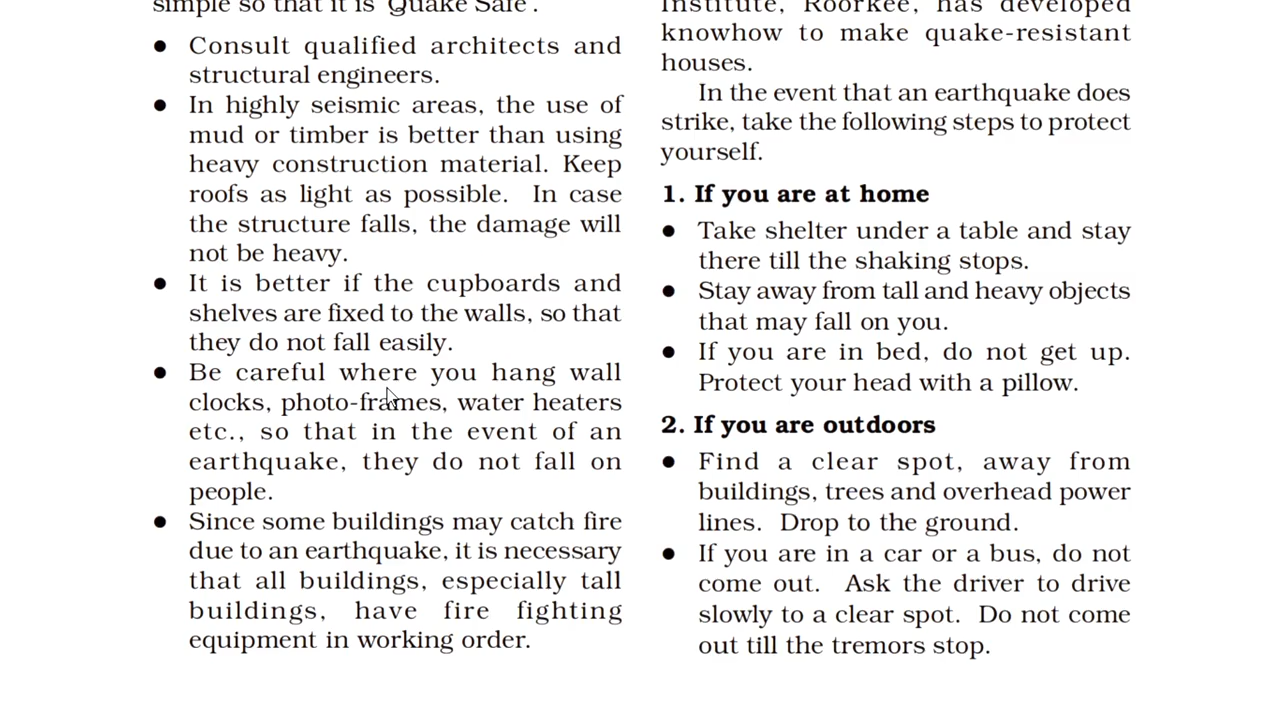 simple so that it is 'Quake Safe'.
● Consult qualified architects and
structural engineers.
● In highly seismic areas, the use of
mud or timber is better than using
heavy construction material. Keep
roofs as light as possible. In case
the structure falls, the damage will
not be heavy.
● It is better if the cupboards and
shelves are fixed to the walls, so that
they do not fall easily.
● Be careful where you hang wall
clocks, photo-frames, water heaters
etc., so that in the event of an
earthquake, they do not fall on
people.
● Since some buildings may catch fire
due to an earthquake, it is necessary
that all buildings, especially tall
buildings, have fire fighting
equipment in working order.
Institute, Roorkee, has developed
knowhow to make quake-resistant
houses.
In the event that an earthquake does
strike, take the following steps to protect
yourself.
1. If you are at home
● Take shelter under a table and stay
there till the shaking stops.
● Stay away from tall and heavy objects
that may fall on you.
● If you are in bed, do not get up.
Protect your head with a pillow.
2. If you are outdoors
● Find a clear spot, away from
buildings, trees and overhead power
lines. Drop to the ground.
● If you are in a car or a bus, do not
come out. Ask the driver to drive
slowly to a clear spot. Do not come
out till the tremors stop.